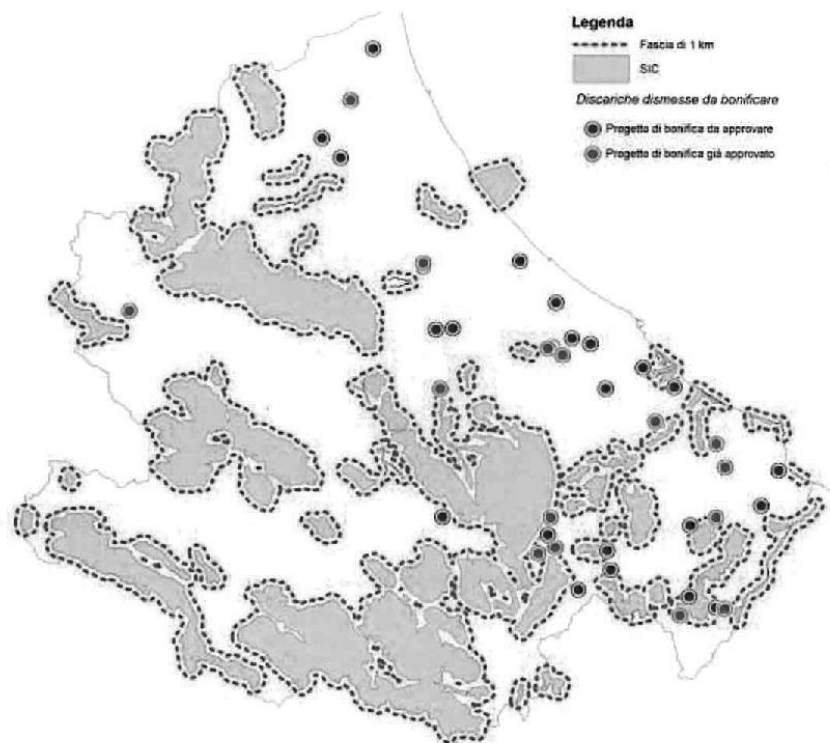 Legenda
Fascia di 1 km
SIC
Discariche dismesse da bonificare
Progetto di bonifica da approvare
Progetto di bonifica già approvato